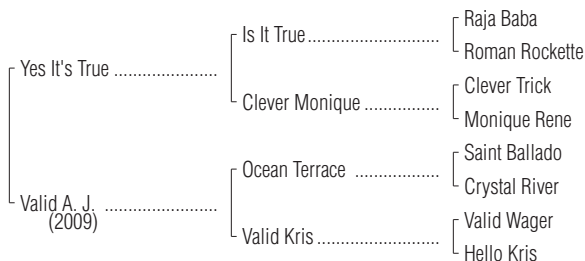 Raja Baba
Is It True
Roman Rockette
Yes It's True
Clever Trick
Clever Monique
Monique Rene
Saint Ballado
Ocean Terrace
Crystal River
Valid A. J.
(2009)
Valid Wager
Valid Kris
Hello Kris